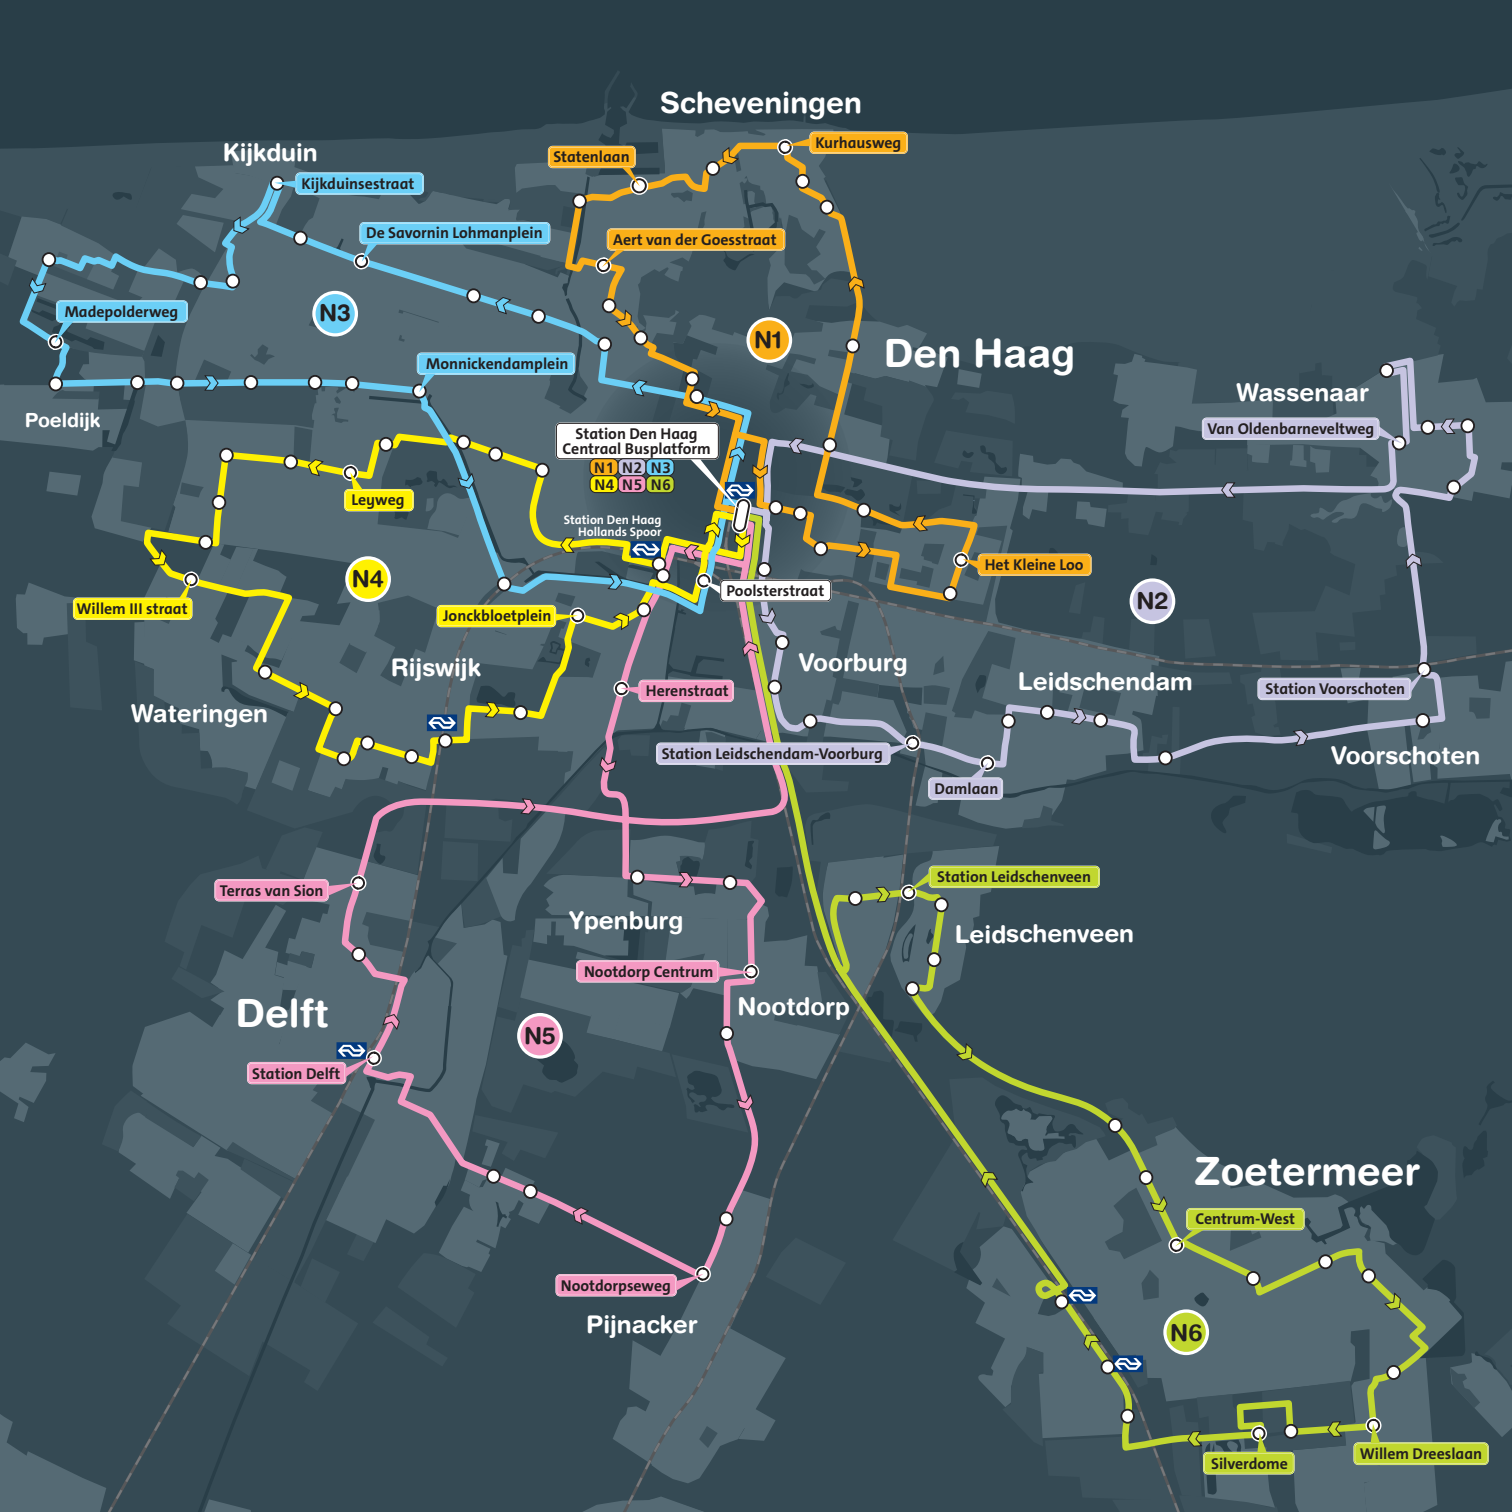 Scheveningen
Kurhausweg
Statenlaan
Kijkduin
Kijkduinsestraat
De Savornin Lohmanplein
Aert van der Goesstraat
Madepolderweg
N3
N1
Den Haag
Monnickendamplein
Wassenaar
Poeldijk
Van Oldenbarneveltweg
Station Den Haag
Centraal Busplatform
N1 N2 N3
N4 N5 N6
Leyweg
Station Den Haag
Hollands Spoor
Het Kleine Loo
N4
Poolsterstraat
N2
Willem III straat
Jonckbloetplein
Rijswijk
Voorburg
Leidschendam
Herenstraat
Station Voorschoten
Wateringen
Station Leidschendam-Voorburg
Voorschoten
Damlaan
Terras van Sion
Station Leidschenveen
Ypenburg
Leidschenveen
Nootdorp Centrum
Nootdorp
Delft
N5
Station Delft
Zoetermeer
Centrum-West
Nootdorpseweg
Pijnacker
N6
Willem Dreeslaan
Silverdome